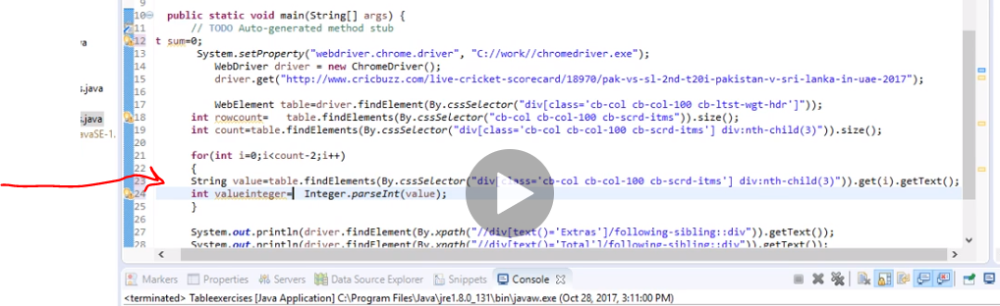 9
10 public static void main(String[] args) {
11 // TODO Auto-generated method stub
12 t sum=0;
13 System.setProperty("webdriver.chrome.driver", "C://work//chromedriver.exe");
14 WebDriver driver = new ChromeDriver();
15 driver.get("http://www.cricbuzz.com/live-cricket-scorecard/18970/pak-vs-sl-2nd-t20i-pakistan-v-sri-lanka-in-uae-2017");
16
17 WebElement table=driver.findElement(By.cssSelector("div[class='cb-col cb-col-100 cb-ltst-wgt-hdr']"));
18 int rowcount= table.findElements(By.cssSelector("cb-col cb-col-100 cb-scrd-itms")).size();
19 int count=table.findElements(By.cssSelector("div[class='cb-col cb-col-100 cb-scrd-itms'] div:nth-child(3)")).size();
20
21 for(int i=0;i<count-2;i++)
22 {
23 String value=table.findElements(By.cssSelector("div[class='cb-col cb-col-100 cb-scrd-itms'] div:nth-child(3)")).get(i).getText();
24 int valueinteger= Integer.parseInt(value);
25 }
26
27 System.out.println(driver.findElement(By.xpath("//div[text()='Extras']/following-sibling::div")).getText());
28 System.out.println(driver.findElement(By.xpath("//div[text()='Total']/following-sibling::div")).getText());
va
s.java
s.java
avaSE-1.
Markers Properties Servers Data Source Explorer Snippets Console
<terminated> Tableexercises [Java Application] C:\Program Files\Java\jre1.8.0_131\bin\javaw.exe (Oct 28, 2017, 3:11:00 PM)